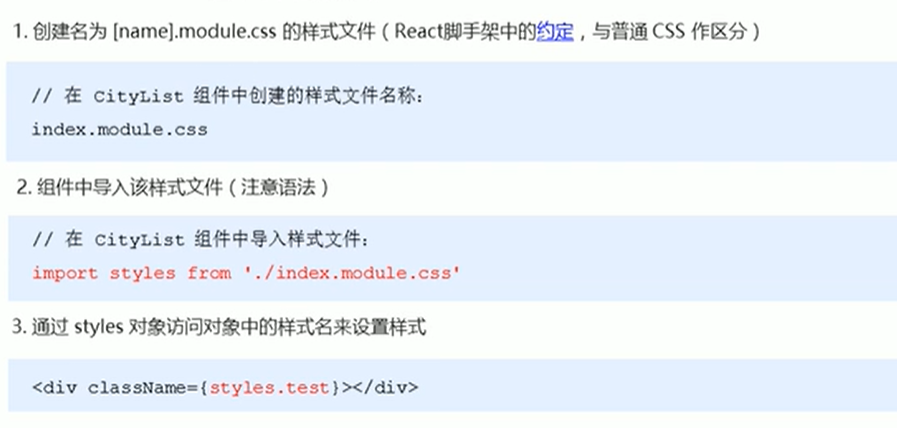 1. 创建名为 [name].module.css 的样式文件（React脚手架中的约定，与普通 CSS 作区分）
// 在 CityList 组件中创建的样式文件名称：
index.module.css
2. 组件中导入该样式文件（注意语法）
// 在 CityList 组件中导入样式文件：
import styles from './index.module.css'
3. 通过 styles 对象访问对象中的样式名来设置样式
<div className={styles.test}></div>